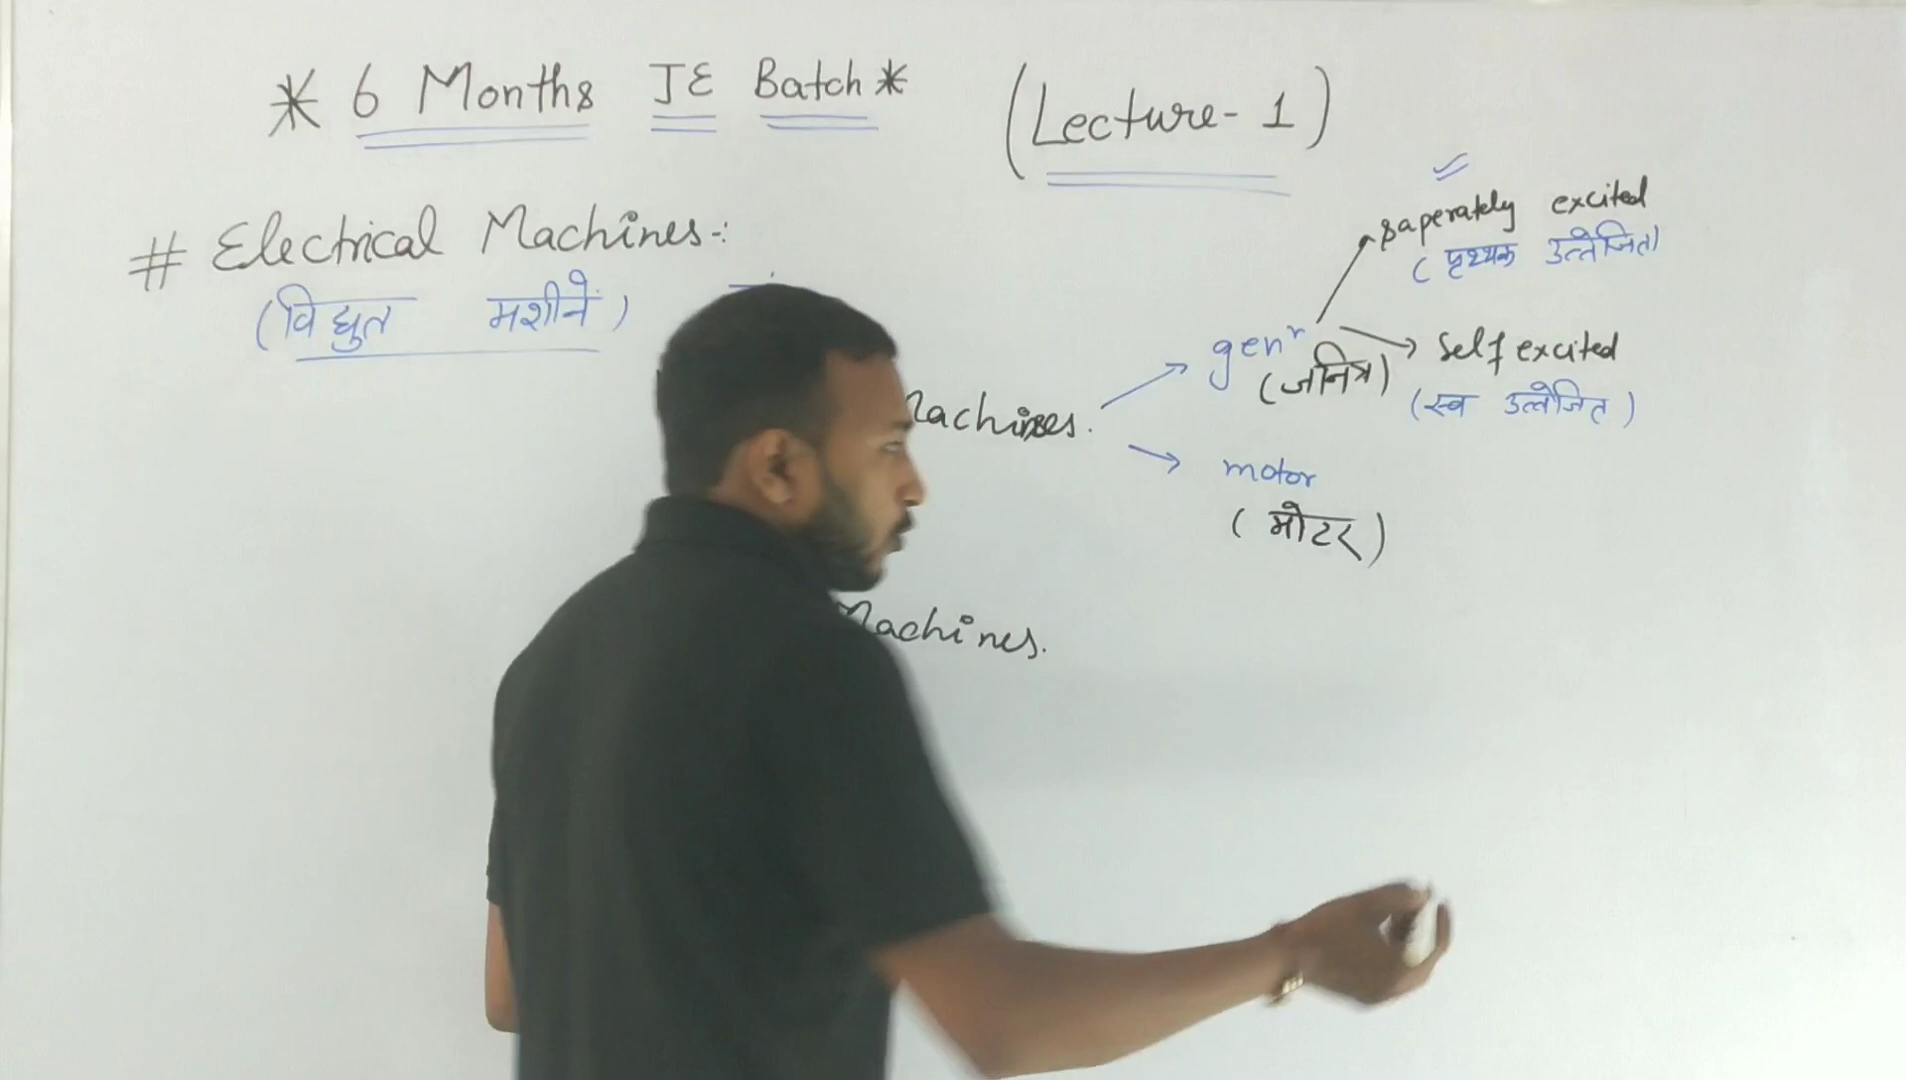 * 6 Months JE Batch * (Lecture - 1)
# Electrical Machines -:
(विद्युत मशीनें)
saperately excited
(पृथक उत्तेजित)
genr
(जनित्र)
Self excited
(स्व उत्तेजित)
Machines.
motor
(मोटर)
Machines.